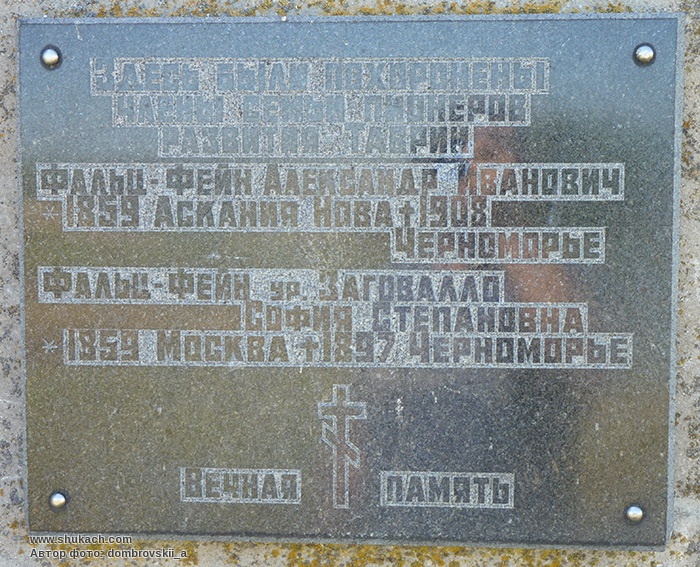 ЗДЕСЬ БЫЛИ ПОХОРОНЕНЫ
ЧЛЕНЫ СЕМЬИ ПИОНЕРОВ
РАЗВИТИЯ ТАВРИИ
ФАЛЬЦ-ФЕЙН АЛЕКСАНДР ИВАНОВИЧ
*1859 АСКАНИЯ НОВА †1908
ЧЕРНОМОРЬЕ
ФАЛЬЦ-ФЕЙН УР. ЗАГОВАЛЛО
СОФИЯ СТЕПАНОВНА
*1859 МОСКВА †1897 ЧЕРНОМОРЬЕ
ВЕЧНАЯ ПАМЯТЬ
www.shukach.com
Автор фото: dombrovskii_a